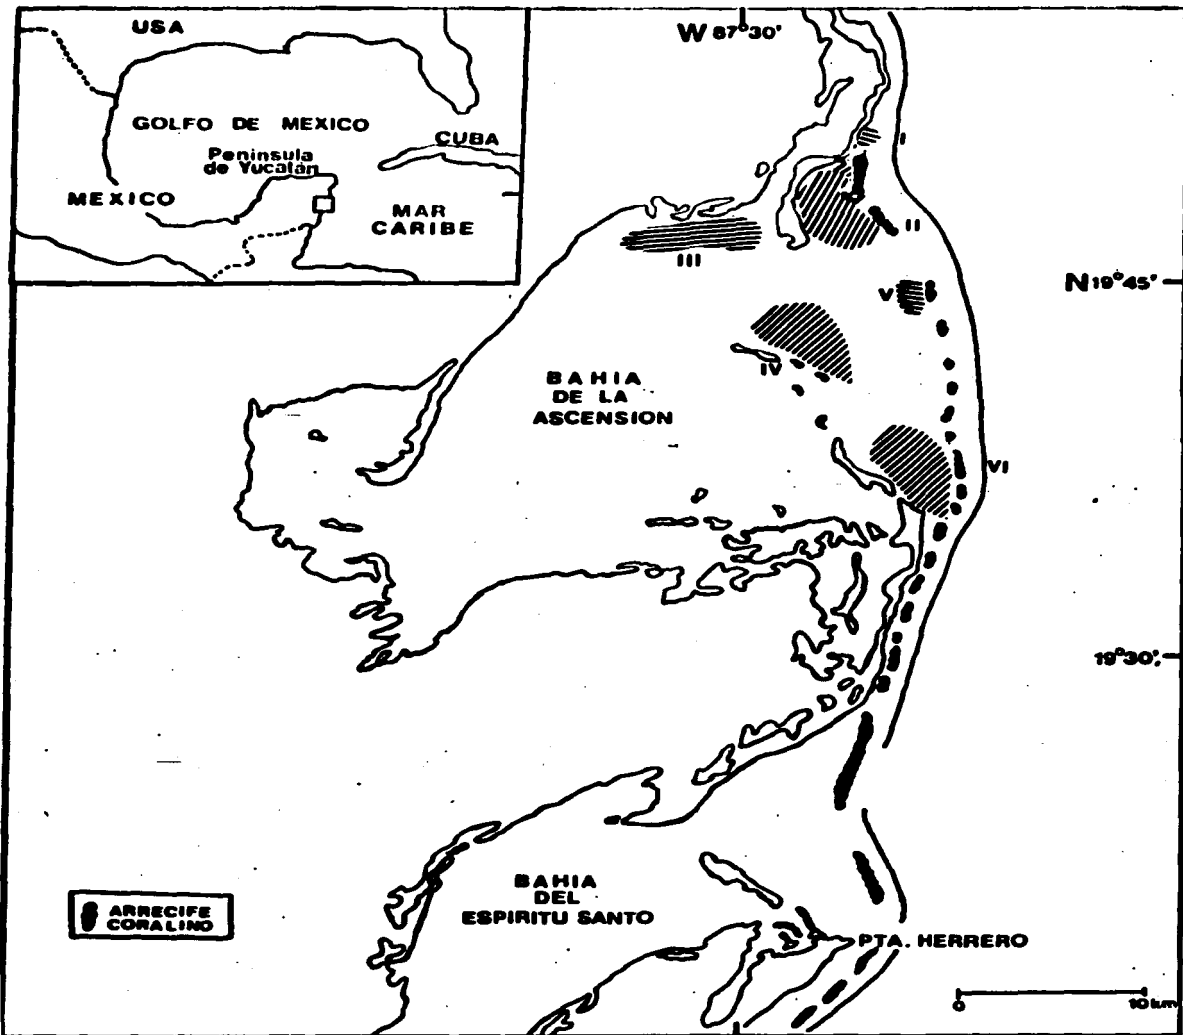 USA
GOLFO DE MEXICO
CUBA
Peninsula
de Yucatán
MEXICO
MAR
CARIBE
W 87°30'
I
II
III
N 19°45'
V
IV
BAHIA
DE LA
ASCENSION
VI
19°30'
BAHIA
DEL
ESPIRITU SANTO
ARRECIFE
CORALINO
PTA. HERRERO
0 10 km